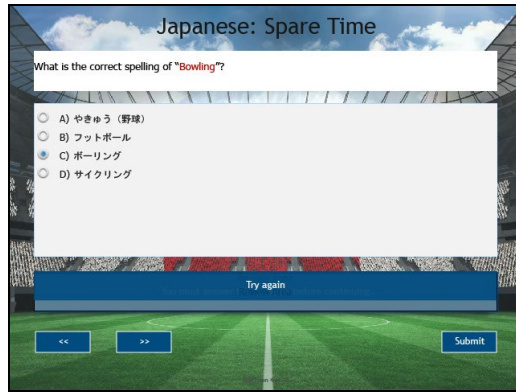 Japanese: Spare Time
What is the correct spelling of "Bowling"?
A) やきゅう（野球）
B) フットボール
C) ボーリング
D) サイクリング
Try again
<<
>>
Submit